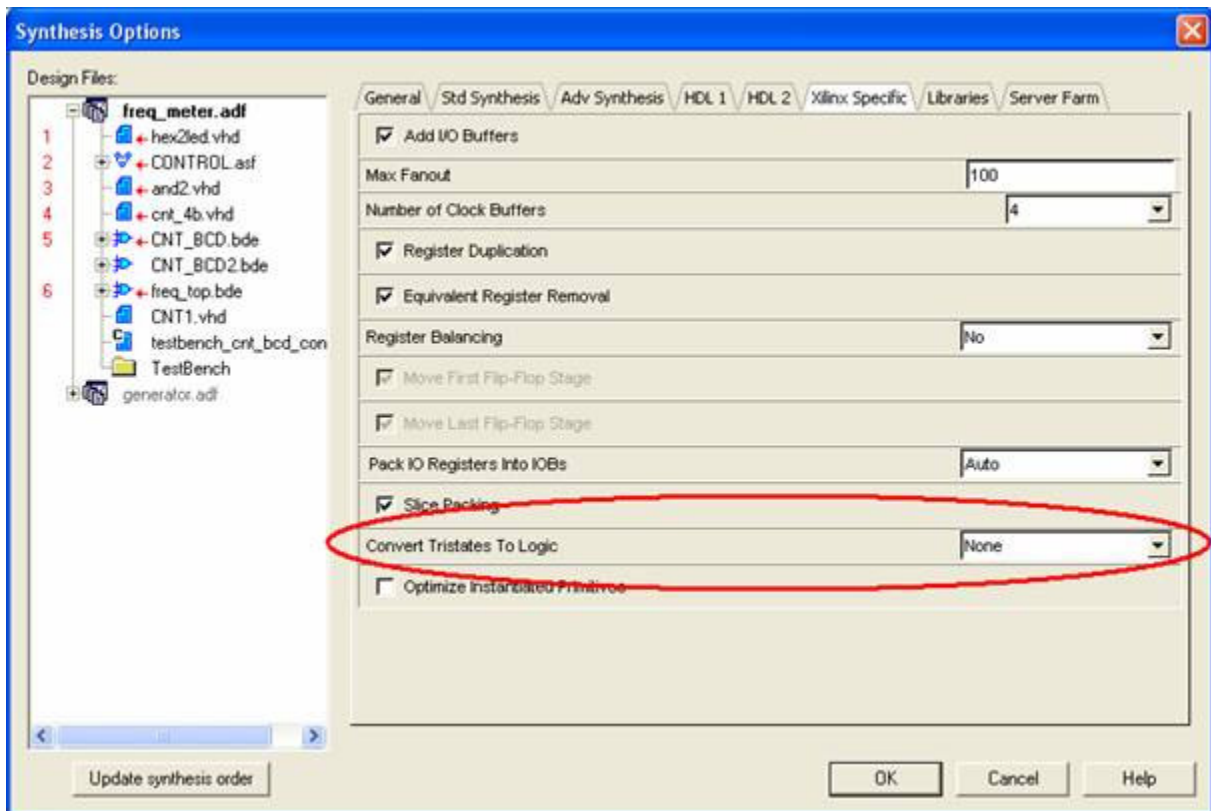 Synthesis Options
Design Files:
freq_meter.adf
1 hex2led.vhd
2 CONTROL.asf
3 and2.vhd
4 cnt_4b.vhd
5 CNT_BCD.bde
CNT_BCD2.bde
6 freq_top.bde
CNT1.vhd
testbench_cnt_bcd_con
TestBench
generator.adf
Update synthesis order
General Std Synthesis Adv Synthesis HDL 1 HDL 2 Xilinx Specific Libraries Server Farm
Add I/O Buffers
Max Fanout 100
Number of Clock Buffers 4
Register Duplication
Equivalent Register Removal
Register Balancing No
Move First Flip-Flop Stage
Move Last Flip-Flop Stage
Pack IO Registers Into IOBs Auto
Slice Packing
Convert Tristates To Logic None
Optimize Instantiated Primitives
OK Cancel Help